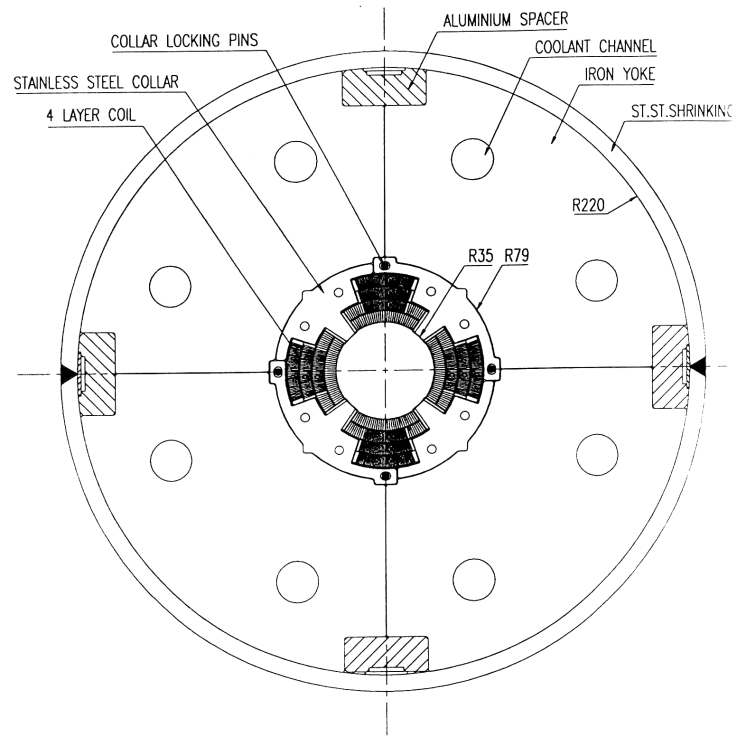 ALUMINIUM SPACER
COLLAR LOCKING PINS
COOLANT CHANNEL
IRON YOKE
STAINLESS STEEL COLLAR
4 LAYER COIL
ST.ST.SHRINKING
R220
R35 R79